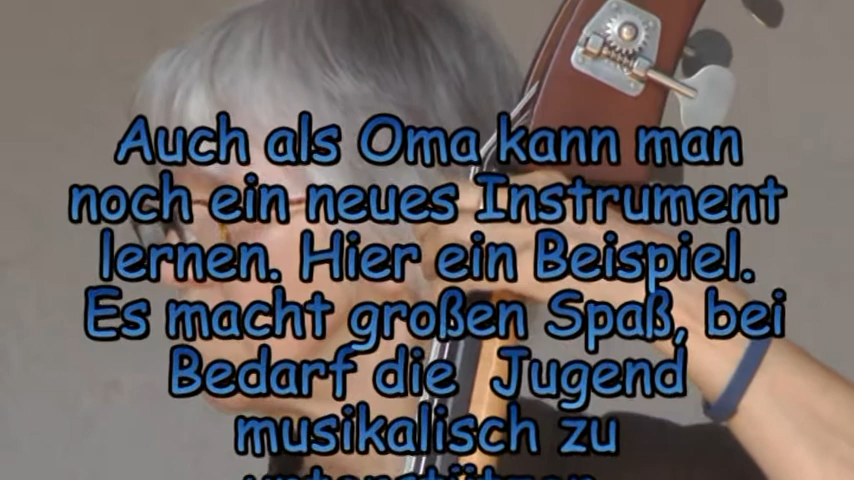 Auch als Oma kann man
noch ein neues Instrument
lernen. Hier ein Beispiel.
Es macht großen Spaß, bei
Bedarf die Jugend
musikalisch zu